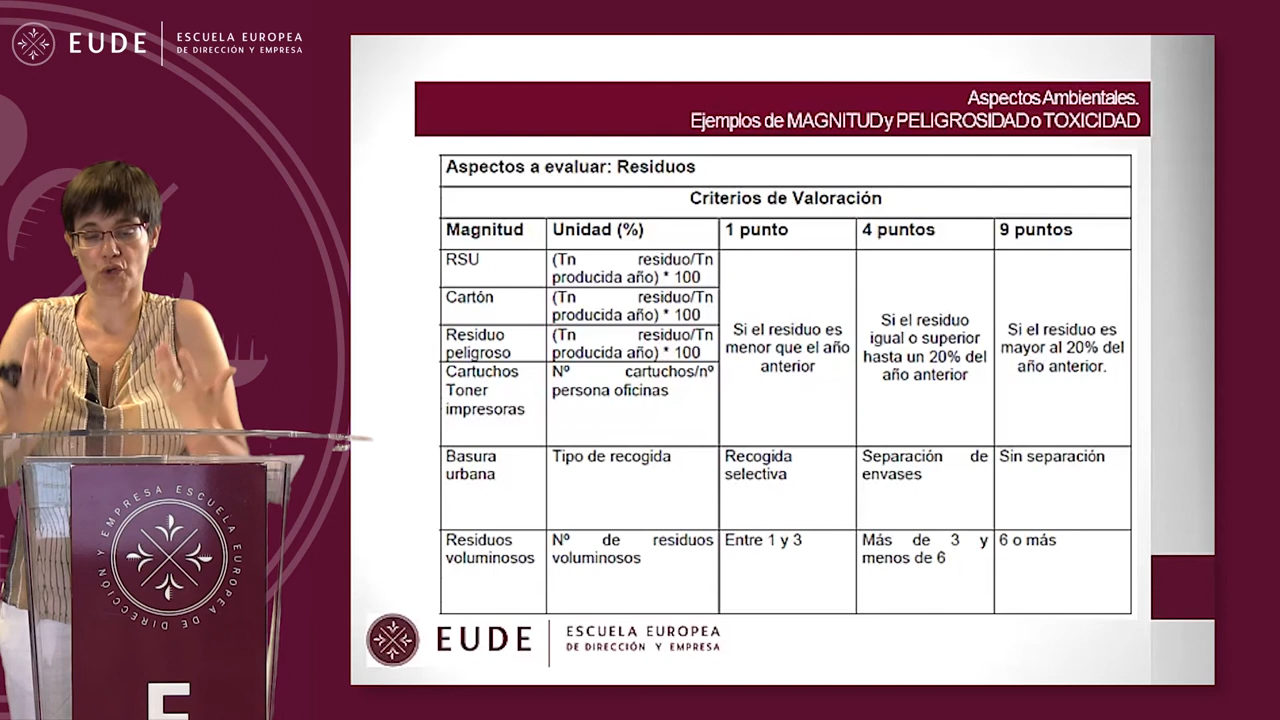 EUDE
ESCUELA EUROPEA
DE DIRECCIÓN Y EMPRESA
Aspectos Ambientales.
Ejemplos de MAGNITUD y PELIGROSIDAD o TOXICIDAD
Aspectos a evaluar: Residuos
Criterios de Valoración
Magnitud Unidad (%) 1 punto 4 puntos 9 puntos
RSU
(Tn residuo/Tn
producida año) * 100
Cartón
(Tn residuo/Tn
producida año) * 100
Residuo
peligroso
(Tn residuo/Tn
producida año) * 100
Cartuchos
Toner
impresoras
Nº cartuchos/nº
persona oficinas
Si el residuo es
menor que el año
anterior
Si el residuo
igual o superior
hasta un 20% del
año anterior
Si el residuo es
mayor al 20% del
año anterior.
Basura
urbana
Tipo de recogida
Recogida
selectiva
Separación de
envases
Sin separación
Residuos
voluminosos
Nº de residuos
voluminosos
Entre 1 y 3
Más de 3 y
menos de 6
6 o más
EUDE
ESCUELA EUROPEA
DE DIRECCIÓN Y EMPRESA
ESCUELA EUROPEA DE DIRECCIÓN Y EMPRESA
E